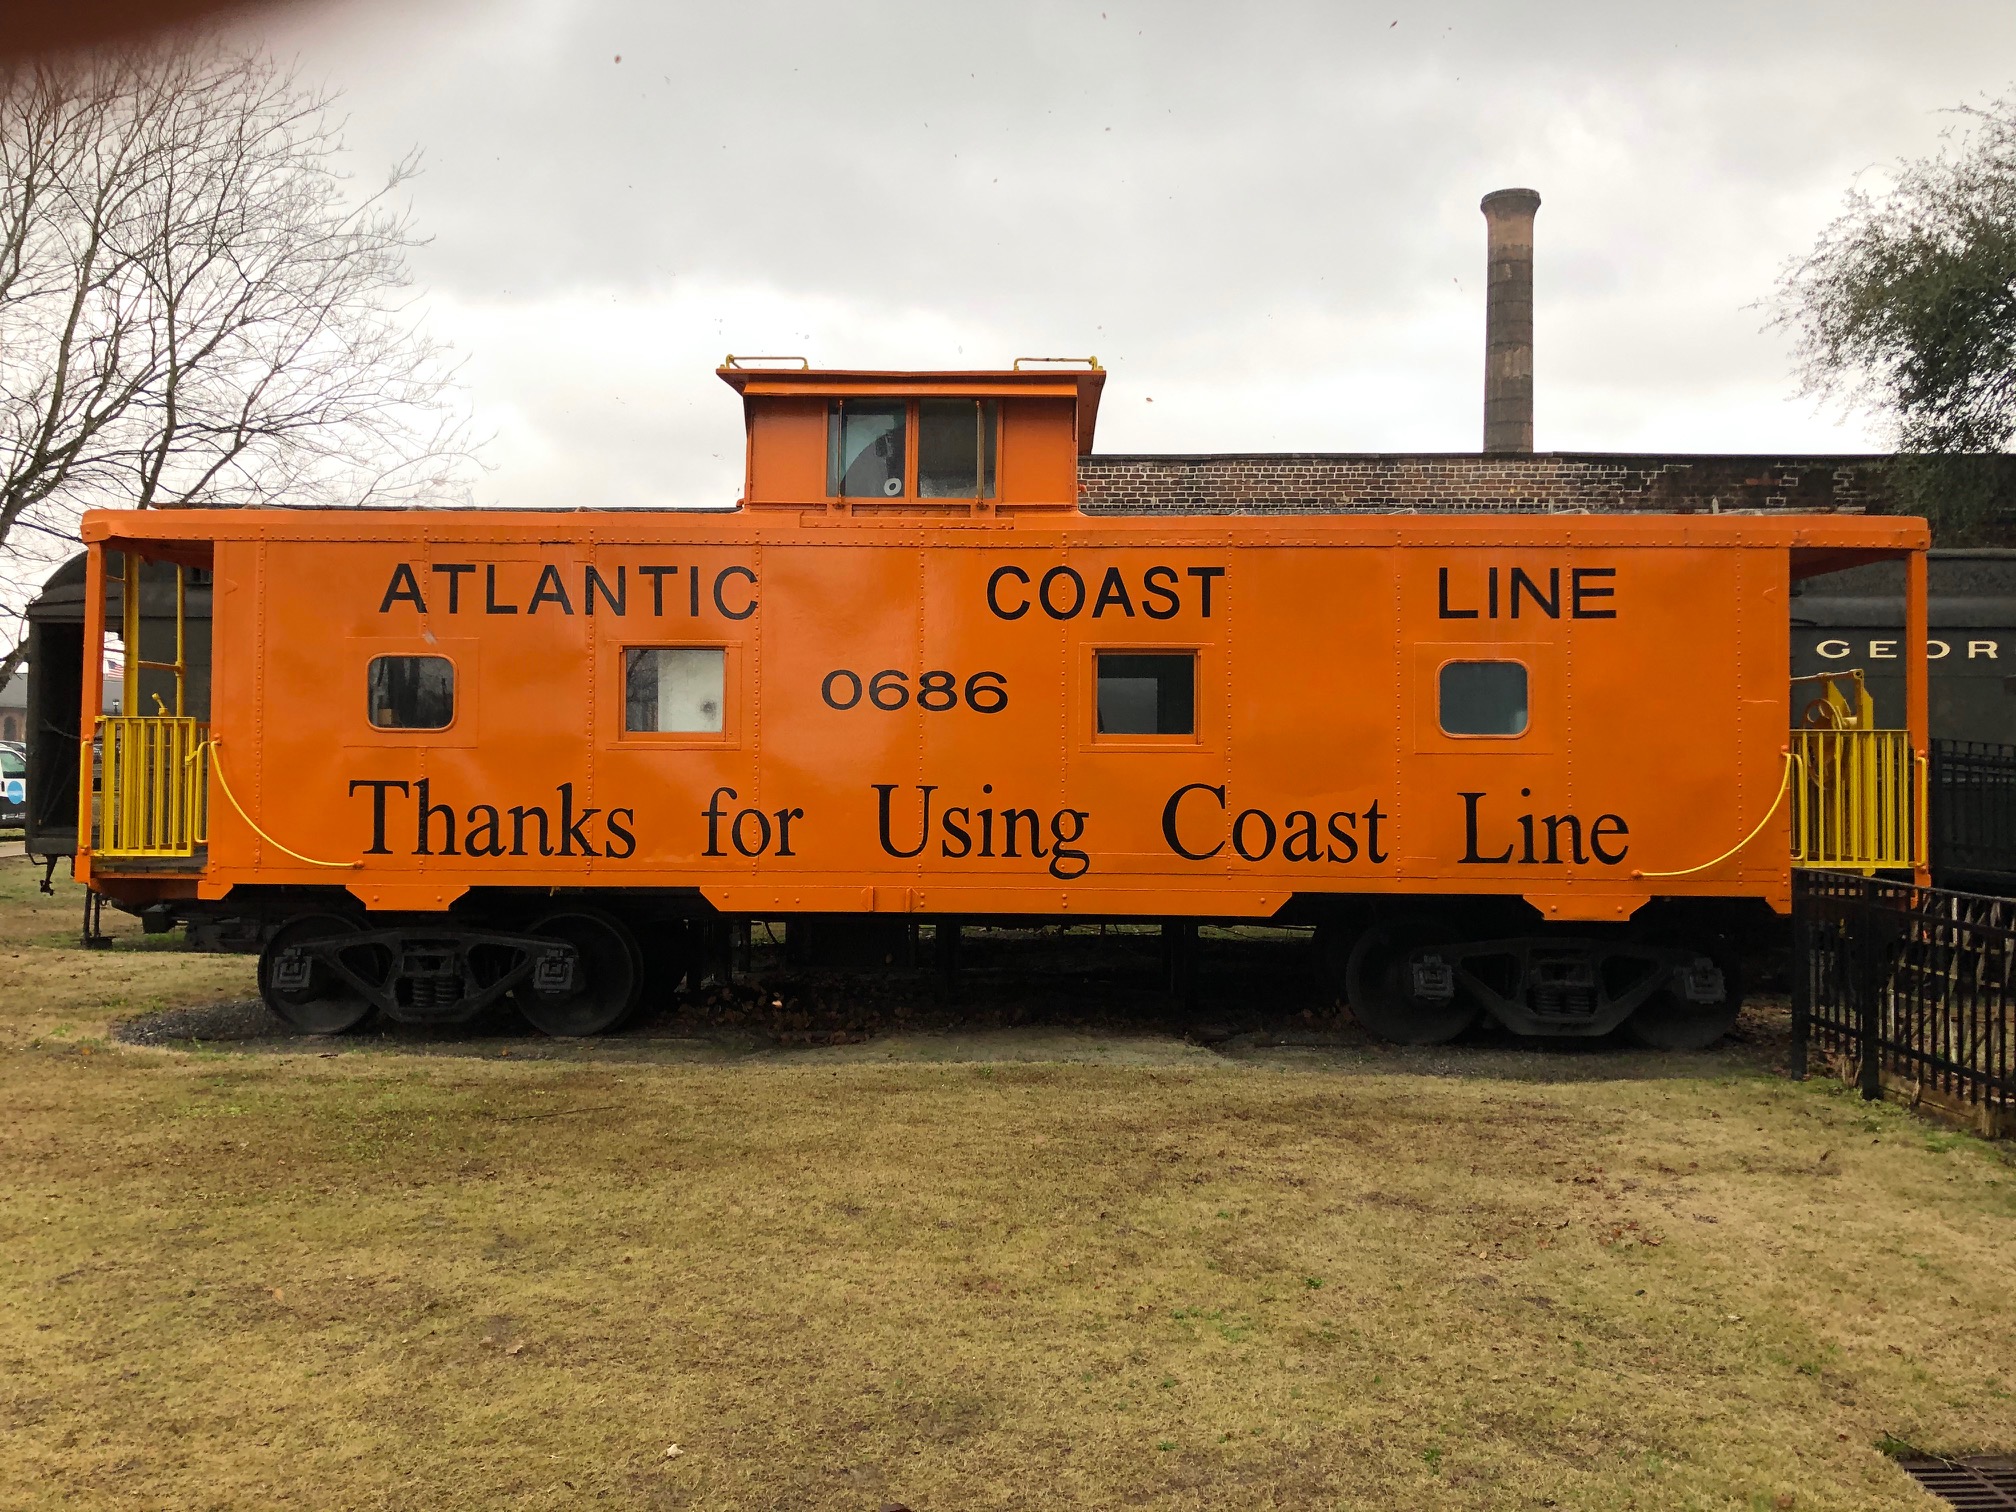 ATLANTIC COAST LINE
0686
Thanks for Using Coast Line
GEOR